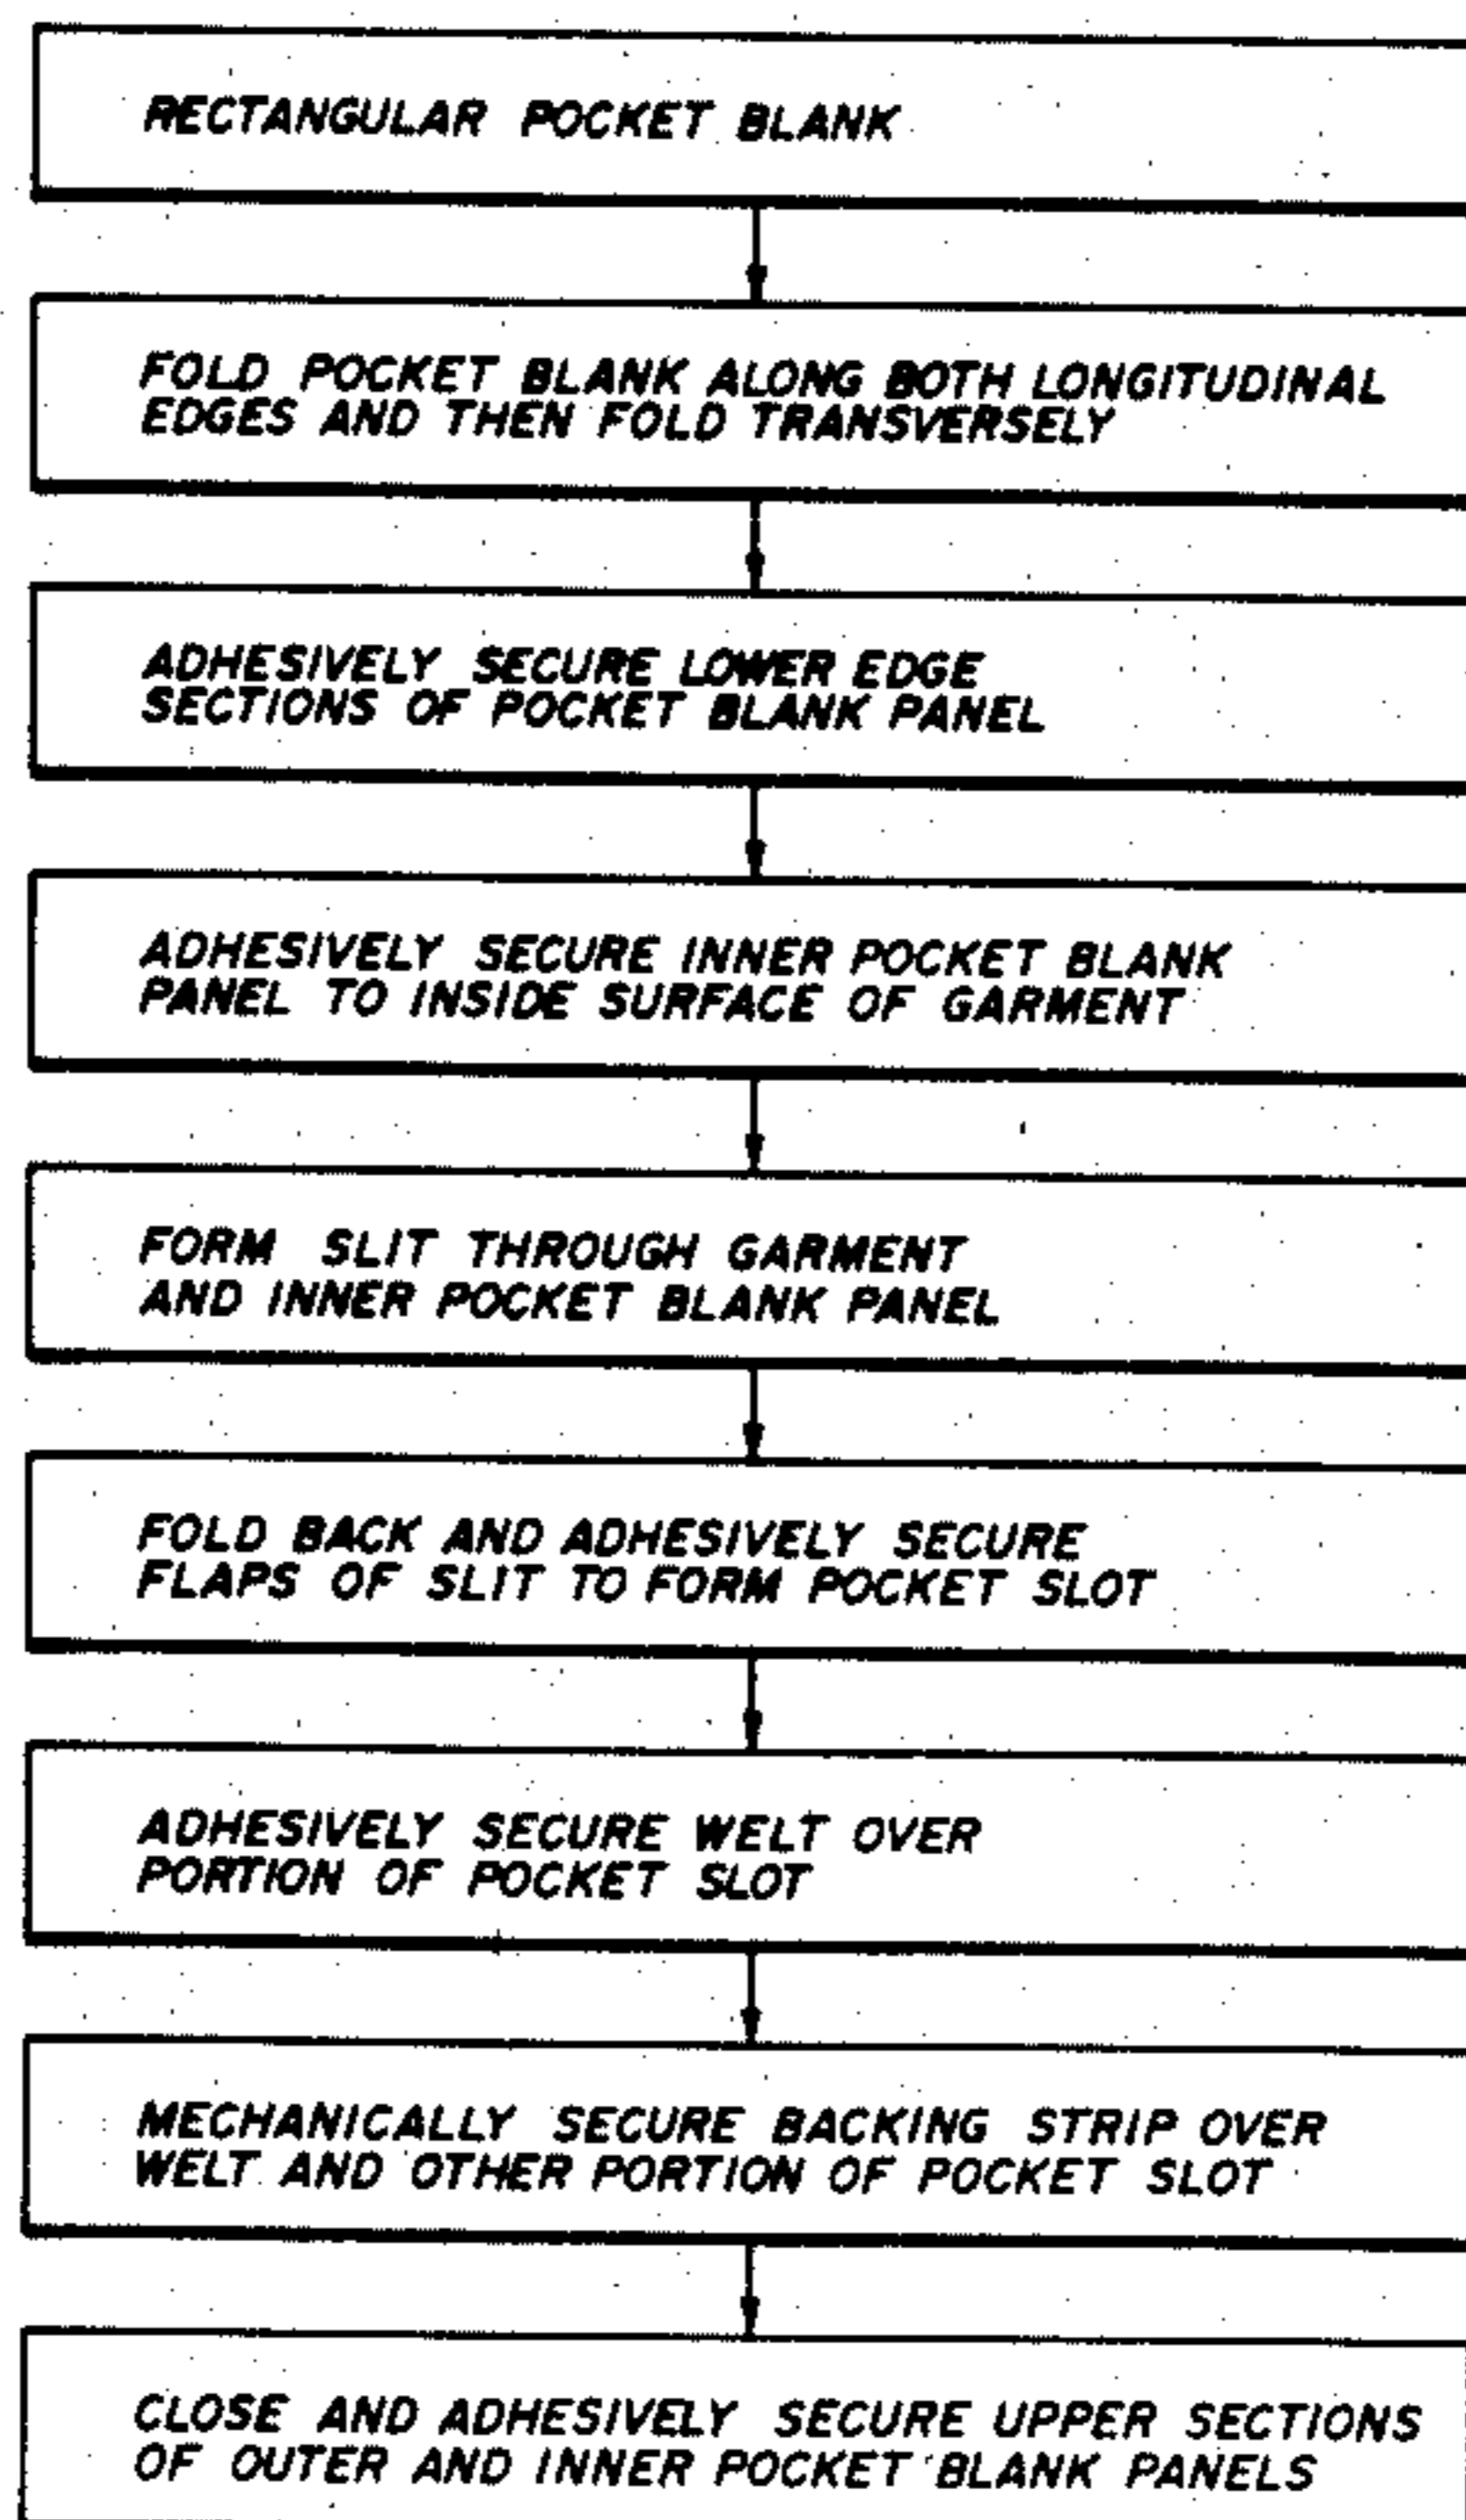 RECTANGULAR POCKET BLANK
FOLD POCKET BLANK ALONG BOTH LONGITUDINAL
EDGES AND THEN FOLD TRANSVERSELY
ADHESIVELY SECURE LOWER EDGE
SECTIONS OF POCKET BLANK PANEL
ADHESIVELY SECURE INNER POCKET BLANK
PANEL TO INSIDE SURFACE OF GARMENT
FORM SLIT THROUGH GARMENT
AND INNER POCKET BLANK PANEL
FOLD BACK AND ADHESIVELY SECURE
FLAPS OF SLIT TO FORM POCKET SLOT
ADHESIVELY SECURE WELT OVER
PORTION OF POCKET SLOT
MECHANICALLY SECURE BACKING STRIP OVER
WELT AND OTHER PORTION OF POCKET SLOT
CLOSE AND ADHESIVELY SECURE UPPER SECTIONS
OF OUTER AND INNER POCKET BLANK PANELS